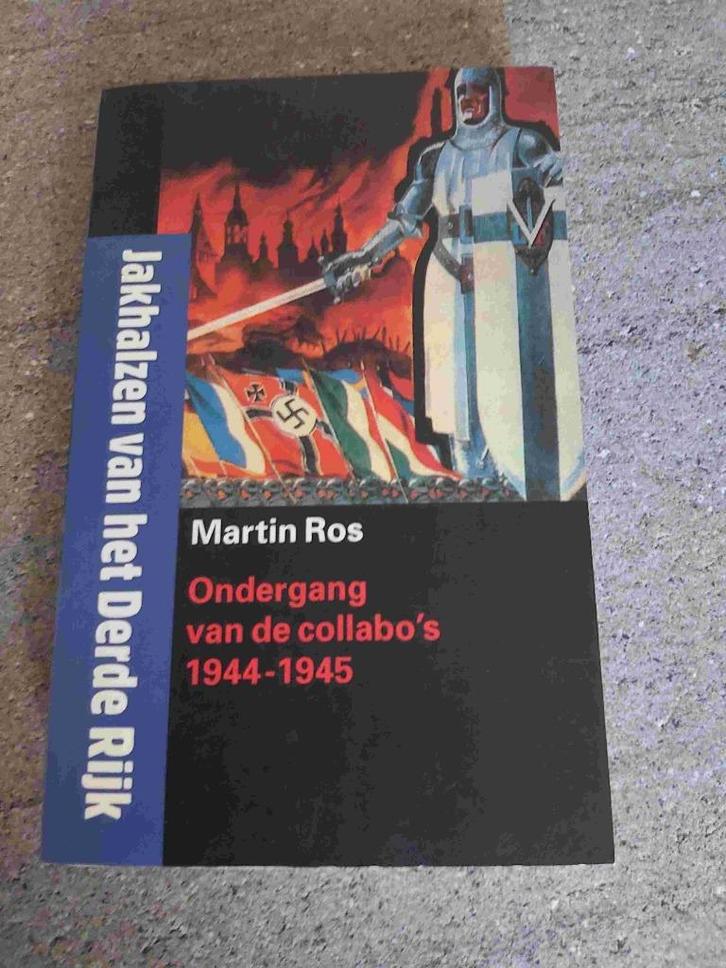 Jakhalzen van het Derde Rijk
Martin Ros
Ondergang
van de collabo's
1944-1945